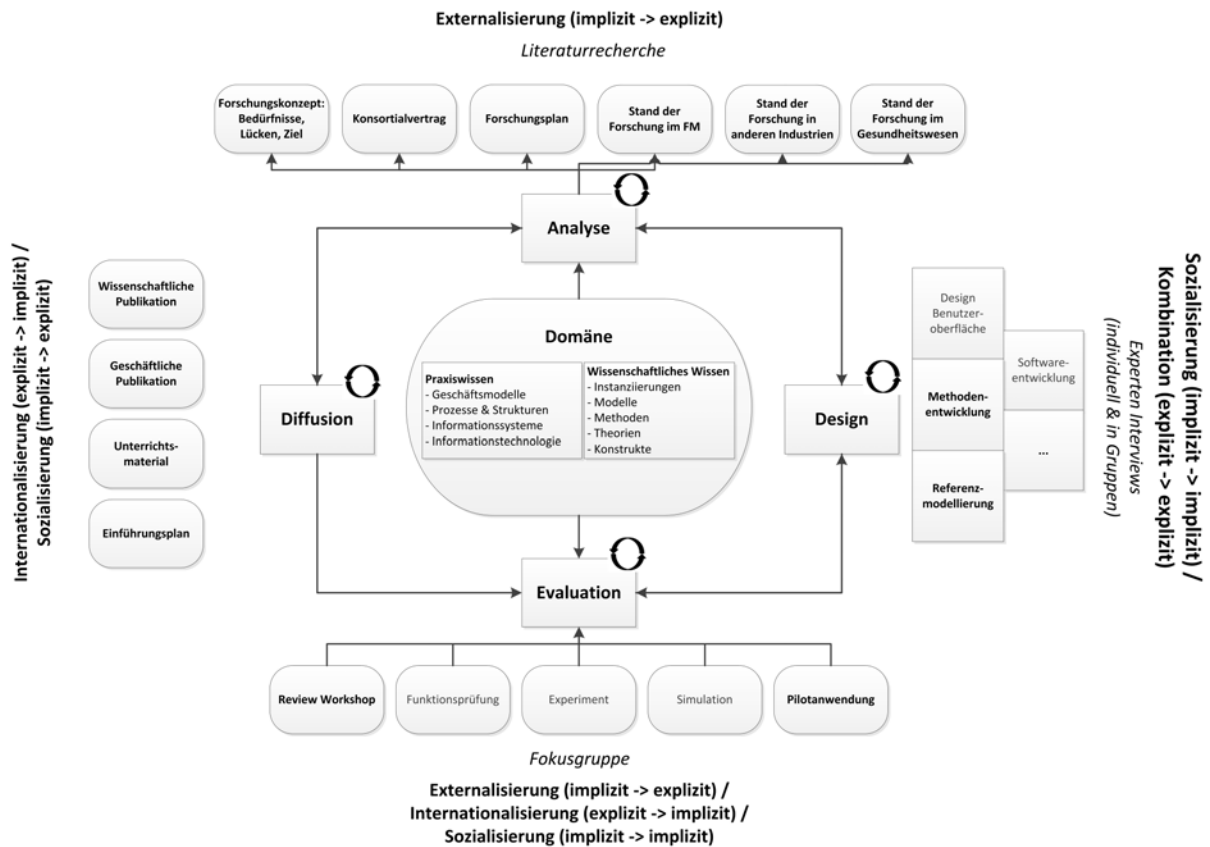 Externalisierung (implizit -> explizit)
Literaturrecherche
Forschungskonzept:
Bedürfnisse,
Lücken, Ziel
Konsortialvertrag
Forschungsplan
Stand der
Forschung im FM
Stand der
Forschung in
anderen Industrien
Stand der
Forschung im
Gesundheitswesen
Analyse
Internationalisierung (explizit -> implizit) /
Sozialisierung (implizit -> explizit)
Wissenschaftliche
Publikation
Geschäftliche
Publikation
Unterrichts-
material
Einführungsplan
Diffusion
Domäne
Praxiswissen
- Geschäftsmodelle
- Prozesse & Strukturen
- Informationssysteme
- Informationstechnologie
Wissenschaftliches Wissen
- Instanziierungen
- Modelle
- Methoden
- Theorien
- Konstrukte
Design
Design
Benutzer-
oberfläche
Methoden-
entwicklung
Referenz-
modellierung
Software-
entwicklung
...
Experten Interviews
(individuell & in Gruppen)
Sozialisierung (implizit -> implizit) /
Kombination (explizit -> explizit)
Evaluation
Review Workshop
Funktionsprüfung
Experiment
Simulation
Pilotanwendung
Fokusgruppe
Externalisierung (implizit -> explizit) /
Internationalisierung (explizit -> implizit) /
Sozialisierung (implizit -> implizit)